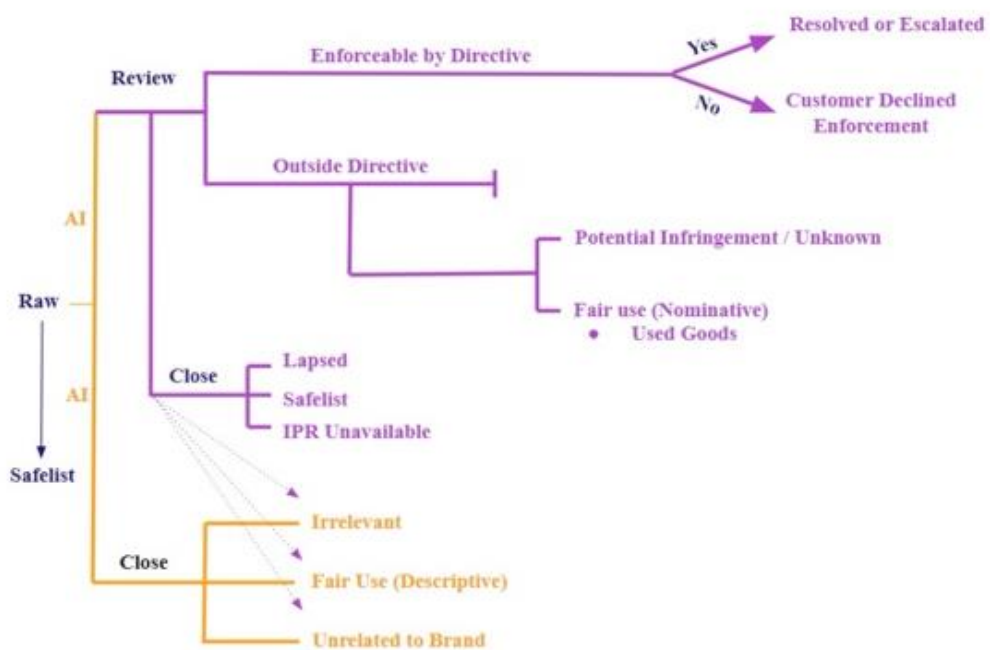 Resolved or Escalated
Yes
Enforceable by Directive
Review
No
Customer Declined
Enforcement
Outside Directive
AI
Potential Infringement / Unknown
Raw
Fair use (Nominative)
• Used Goods
Lapsed
Close
AI
Safelist
IPR Unavailable
Safelist
Irrelevant
Close
Fair Use (Descriptive)
Unrelated to Brand